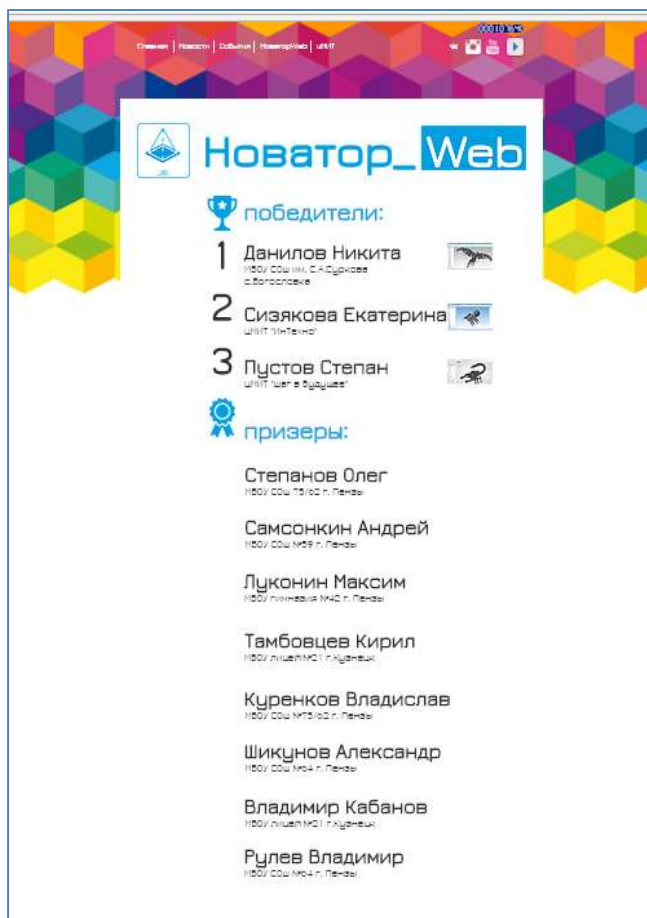 Главная | Новости | События | НоваторWeb | ЦМИТ
Новатор_Web
победители:
1 Данилов Никита
МБОУ СОш им. С.А.Суркова
с.Богословка
2 Сизякова Екатерина
ЦМИТ "ИнТехно"
3 Пустов Степан
ЦМИТ "шаг в будущее"
призеры:
Степанов Олег
МБОУ СОш 75/62 г. Пензы
Самсонкин Андрей
МБОУ СОш №59 г. Пензы
Луконин Максим
МБОУ гимназия №42 г. Пензы
Тамбовцев Кирил
МБОУ лицей №21 г.Кузнецк
Куренков Владислав
МБОУ СОш №75/62 г. Пензы
Шикунов Александр
МБОУ СОш №64 г. Пензы
Владимир Кабанов
МБОУ лицей №21 г.Кузнецк
Рулев Владимир
МБОУ СОш №64 г. Пензы